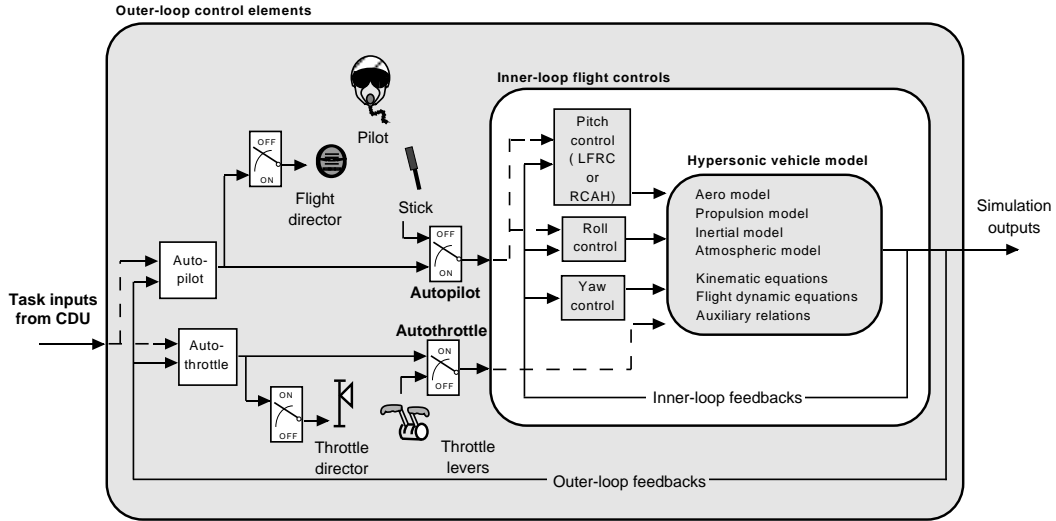 Outer-loop control elements
Inner-loop flight controls
Pilot
OFF
ON
Flight
director
Stick
OFF
ON
Autopilot
Auto-
pilot
Task inputs
from CDU
Auto-
throttle
Autothrottle
ON
OFF
ON
OFF
Throttle
director
Throttle
levers
Pitch
control
( LFRC
or
RCAH)
Roll
control
Yaw
control
Hypersonic vehicle model
Aero model
Propulsion model
Inertial model
Atmospheric model
Kinematic equations
Flight dynamic equations
Auxiliary relations
Simulation
outputs
Inner-loop feedbacks
Outer-loop feedbacks